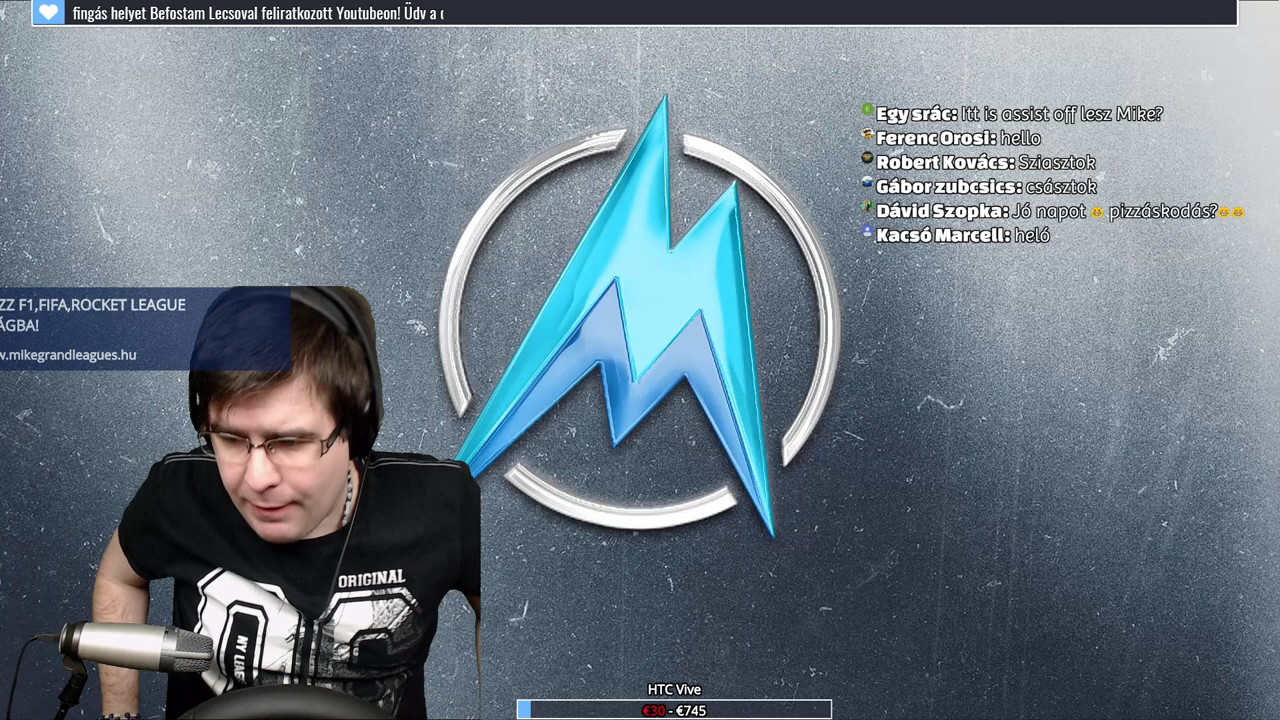 fingás helyet Befostam Lecsoval feliratkozott Youtubeon! Üdv a c
Egy srác: Itt is assist off lesz Mike?
Ferenc Orosi: hello
Robert Kovács: Sziasztok
Gábor zubcsics: császtok
Dávid Szopka: Jó napot 😁 pizzáskodás?😁😁
Kacsó Marcell: heló
ZZ F1,FIFA,ROCKET LEAGUE
ÁGBA!
w.mikegrandleagues.hu
ORIGINAL
NY LEAG
HTC Vive
€30 - €745